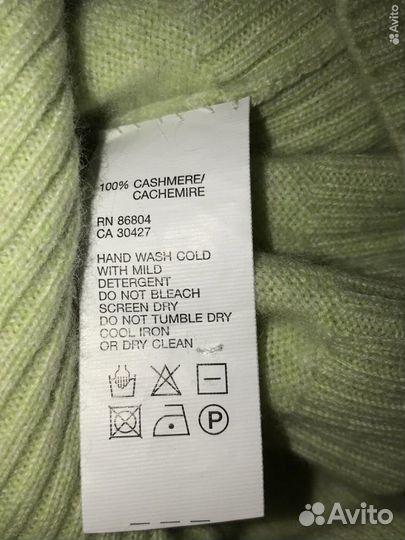 Avito
100% CASHMERE/
CACHEMIRE
RN 86804
CA 30427
HAND WASH COLD
WITH MILD
DETERGENT
DO NOT BLEACH
SCREEN DRY
DO NOT TUMBLE DRY
COOL IRON
OR DRY CLEAN
P
Avito